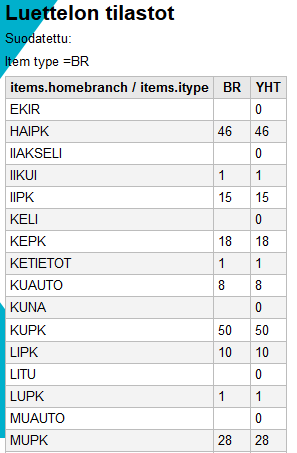 Luettelon tilastot
Suodatettu:
Item type =BR
items.homebranch / items.itype BR YHT
EKIR 0
HAIPK 46 46
IIAKSELI 0
IIKUI 1 1
IIPK 15 15
KELI 0
KEPK 18 18
KETIETOT 1 1
KUAUTO 8 8
KUNA 0
KUPK 50 50
LIPK 10 10
LITU 0
LUPK 1 1
MUAUTO 0
MUPK 28 28